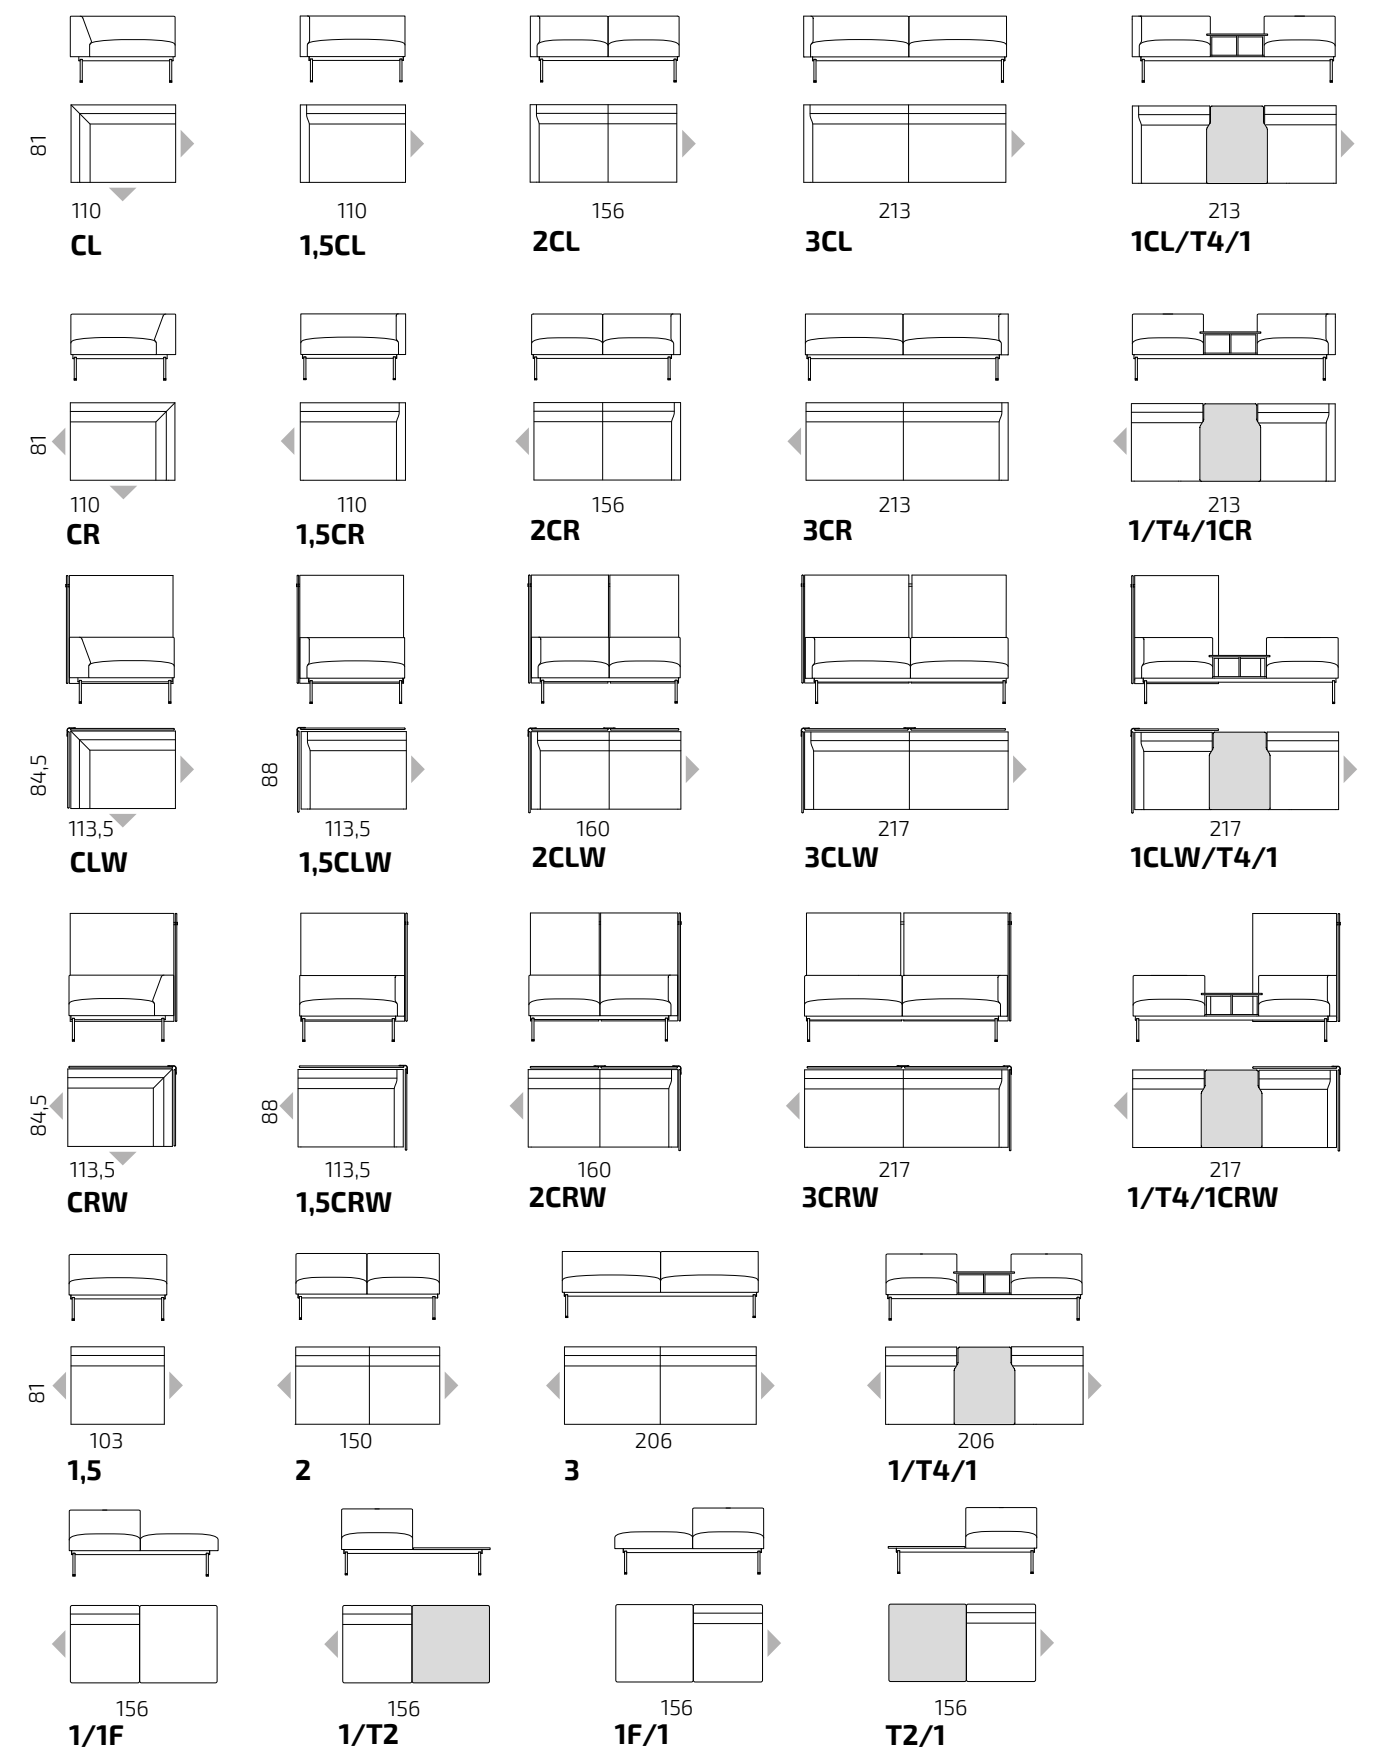 81
110 110 156 213 213
CL 1,5CL 2CL 3CL 1CL/T4/1
81
110 110 156 213 213
CR 1,5CR 2CR 3CR 1/T4/1CR
84,5 88
113,5 113,5 160 217 217
CLW 1,5CLW 2CLW 3CLW 1CLW/T4/1
84,5 88
113,5 113,5 160 217 217
CRW 1,5CRW 2CRW 3CRW 1/T4/1CRW
81
103 150 206 206
1,5 2 3 1/T4/1
156 156 156 156
1/1F 1/T2 1F/1 T2/1